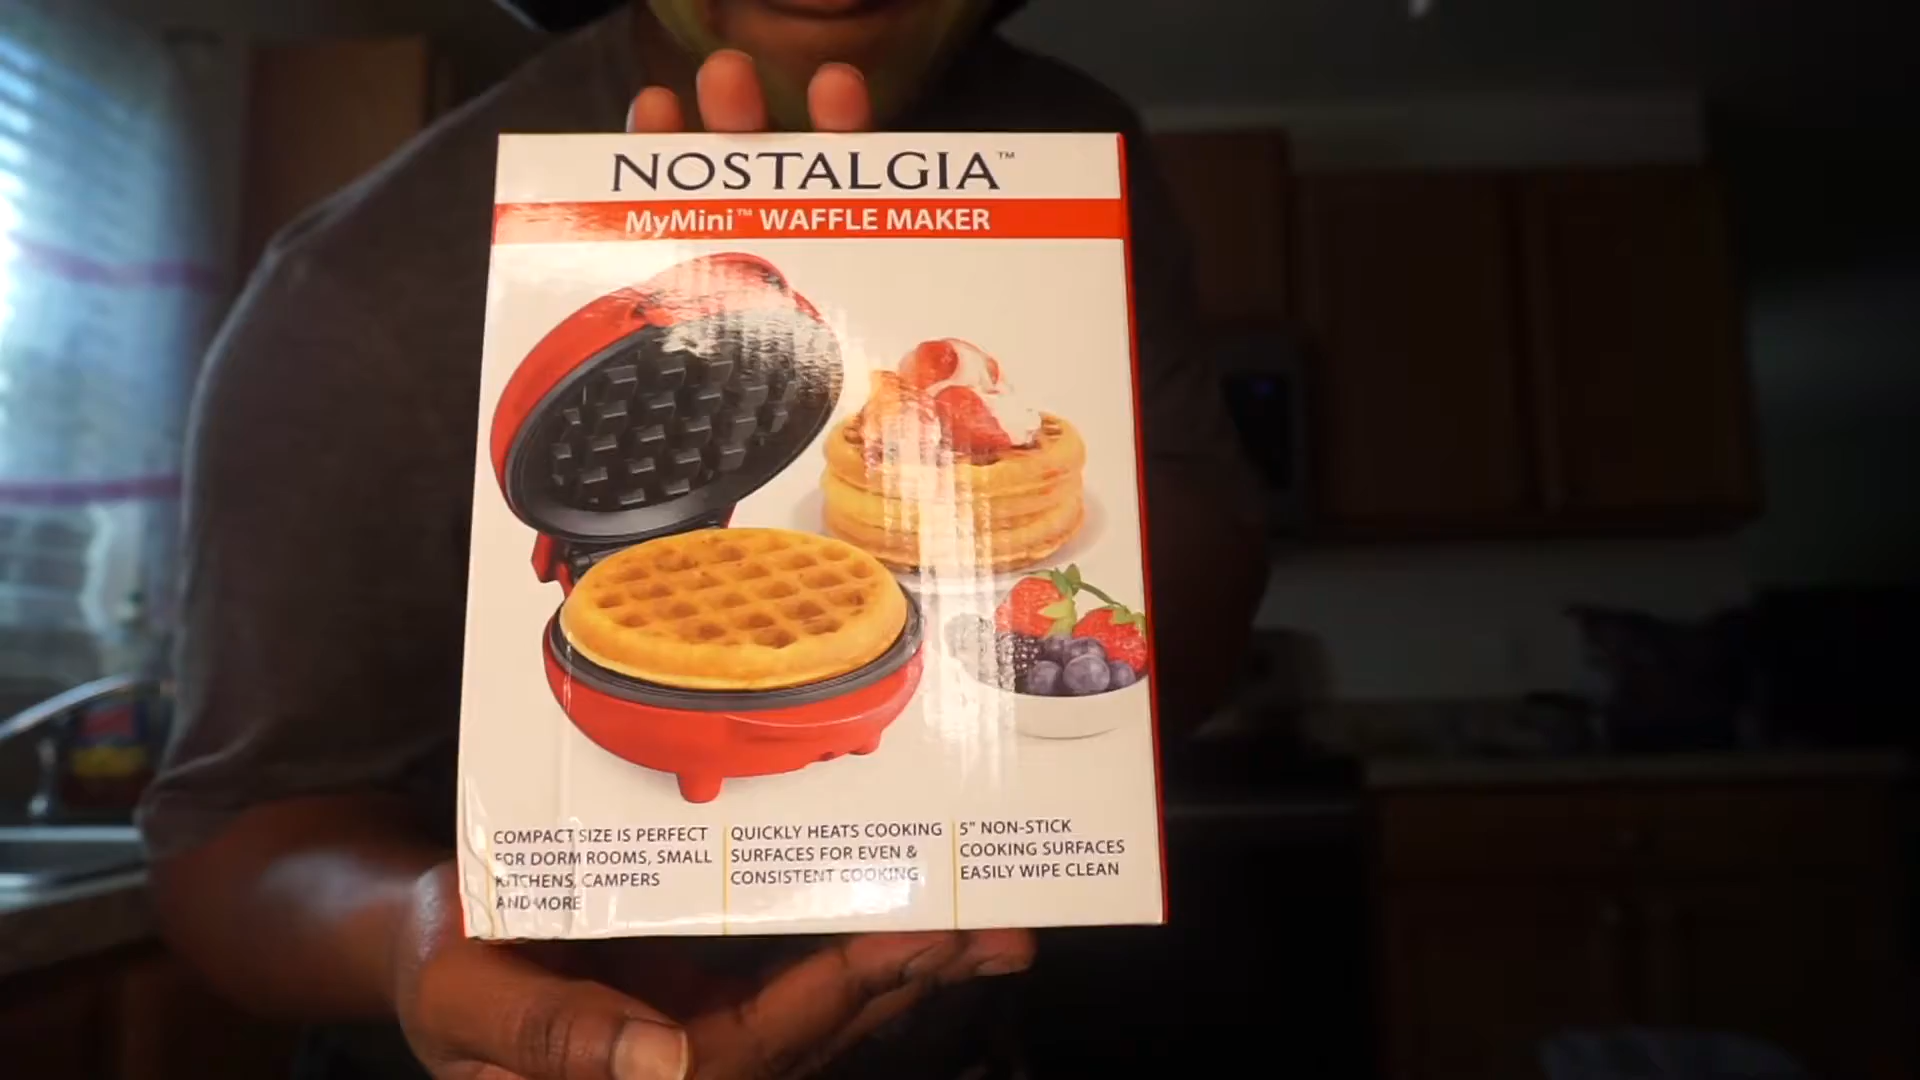 NOSTALGIA™
MyMini™ WAFFLE MAKER
COMPACT SIZE IS PERFECT
FOR DORM ROOMS, SMALL
KITCHENS, CAMPERS
AND MORE
QUICKLY HEATS COOKING
SURFACES FOR EVEN &
CONSISTENT COOKING
5" NON-STICK
COOKING SURFACES
EASILY WIPE CLEAN